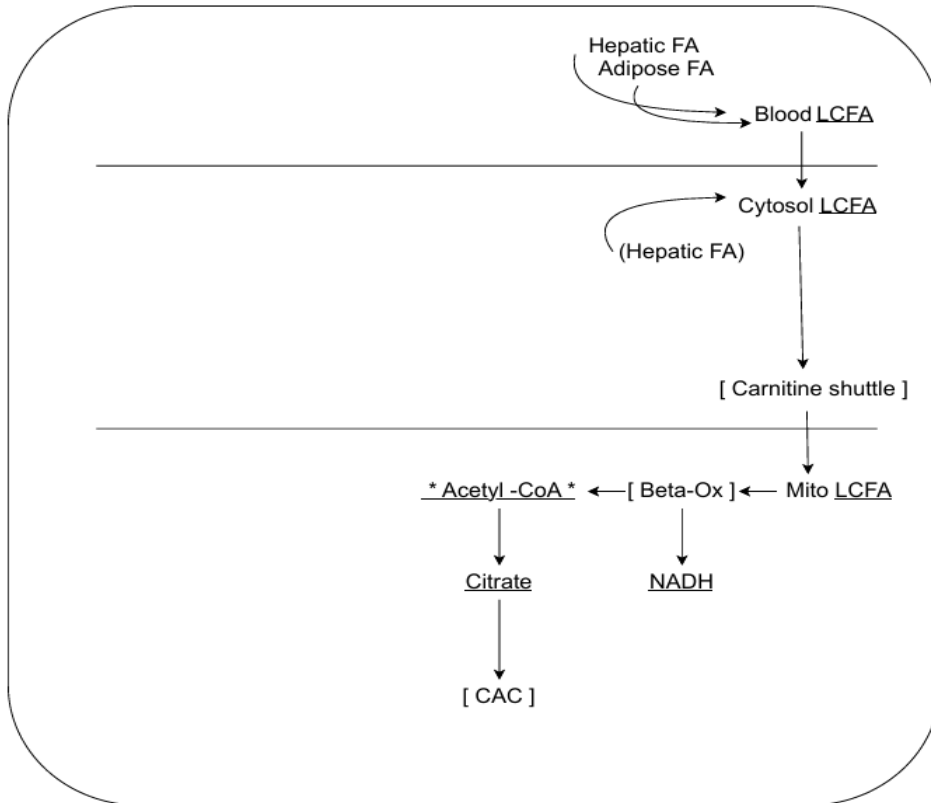 Hepatic FA
Adipose FA
Blood LCFA
Cytosol LCFA
(Hepatic FA)
[ Carnitine shuttle ]
* Acetyl -CoA *
[ Beta-Ox ]
Mito LCFA
Citrate
NADH
[ CAC ]